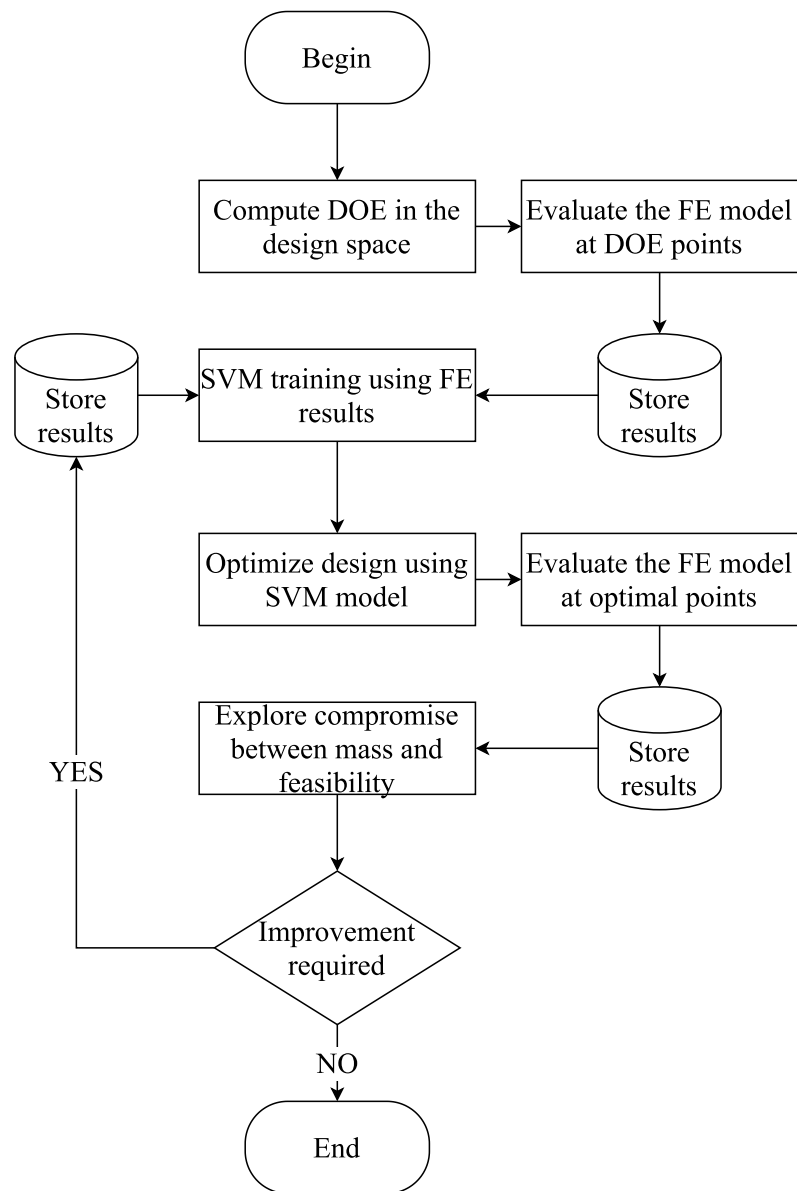 Begin
Compute DOE in the
design space
Evaluate the FE model
at DOE points
Store
results
SVM training using FE
results
Store
results
Optimize design using
SVM model
Evaluate the FE model
at optimal points
Explore compromise
between mass and
feasibility
Store
results
YES
Improvement
required
NO
End